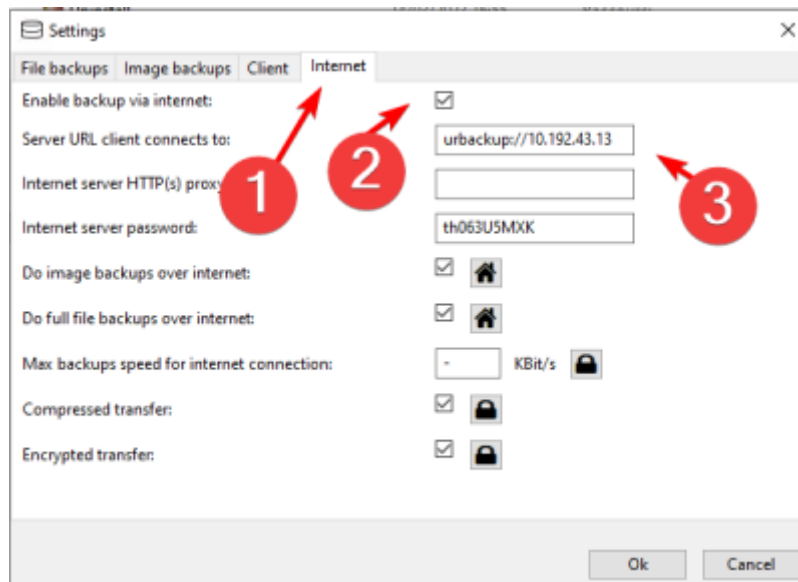 Settings
File backups Image backups Client Internet
Enable backup via internet:
2
Server URL client connects to: urbackup://10.192.43.13
1
3
Internet server HTTP(s) proxy
Internet server password: th063U5MXK
Do image backups over internet:
Do full file backups over internet:
Max backups speed for internet connection: - KBit/s
Compressed transfer:
Encrypted transfer:
Ok Cancel